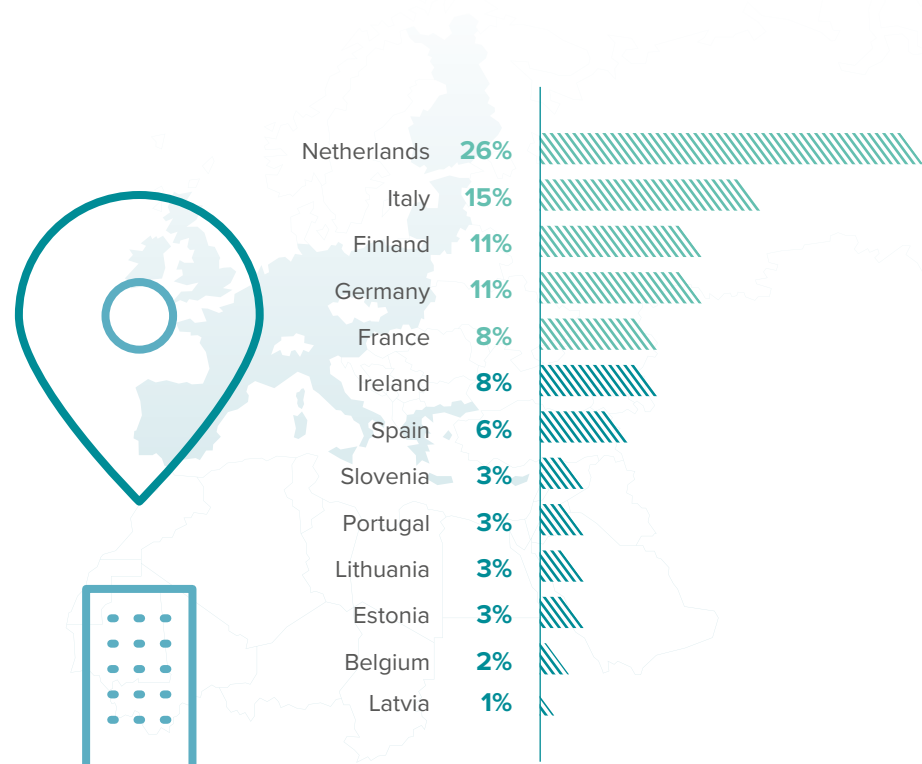 Netherlands 26%
Italy 15%
Finland 11%
Germany 11%
France 8%
Ireland 8%
Spain 6%
Slovenia 3%
Portugal 3%
Lithuania 3%
Estonia 3%
Belgium 2%
Latvia 1%